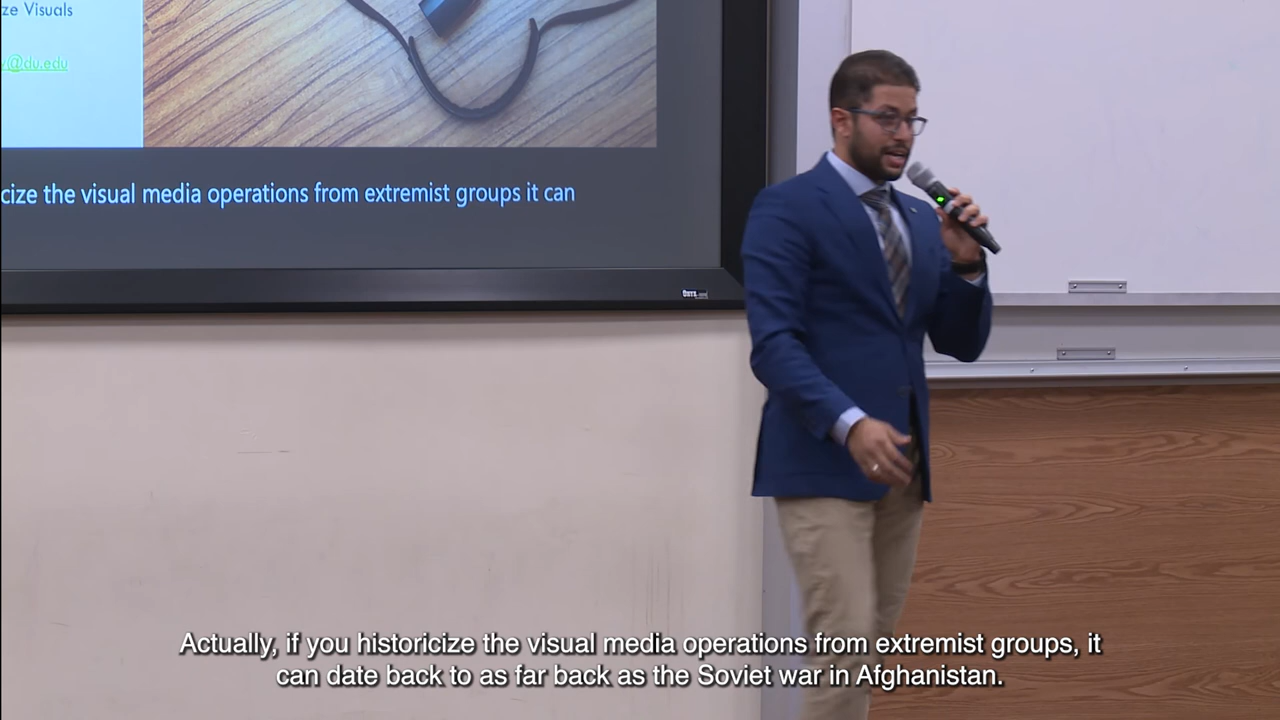 ze Visuals
@du.edu
cize the visual media operations from extremist groups it can
Actually, if you historicize the visual media operations from extremist groups, it
can date back to as far back as the Soviet war in Afghanistan.